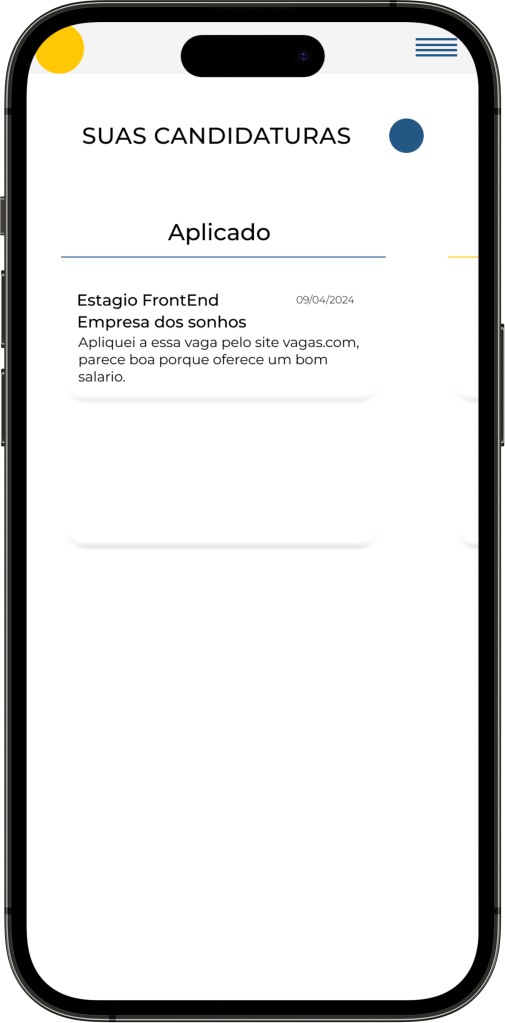 SUAS CANDIDATURAS
Aplicado
Estagio FrontEnd
09/04/2024
Empresa dos sonhos
Apliquei a essa vaga pelo site vagas.com,
parece boa porque oferece um bom
salario.